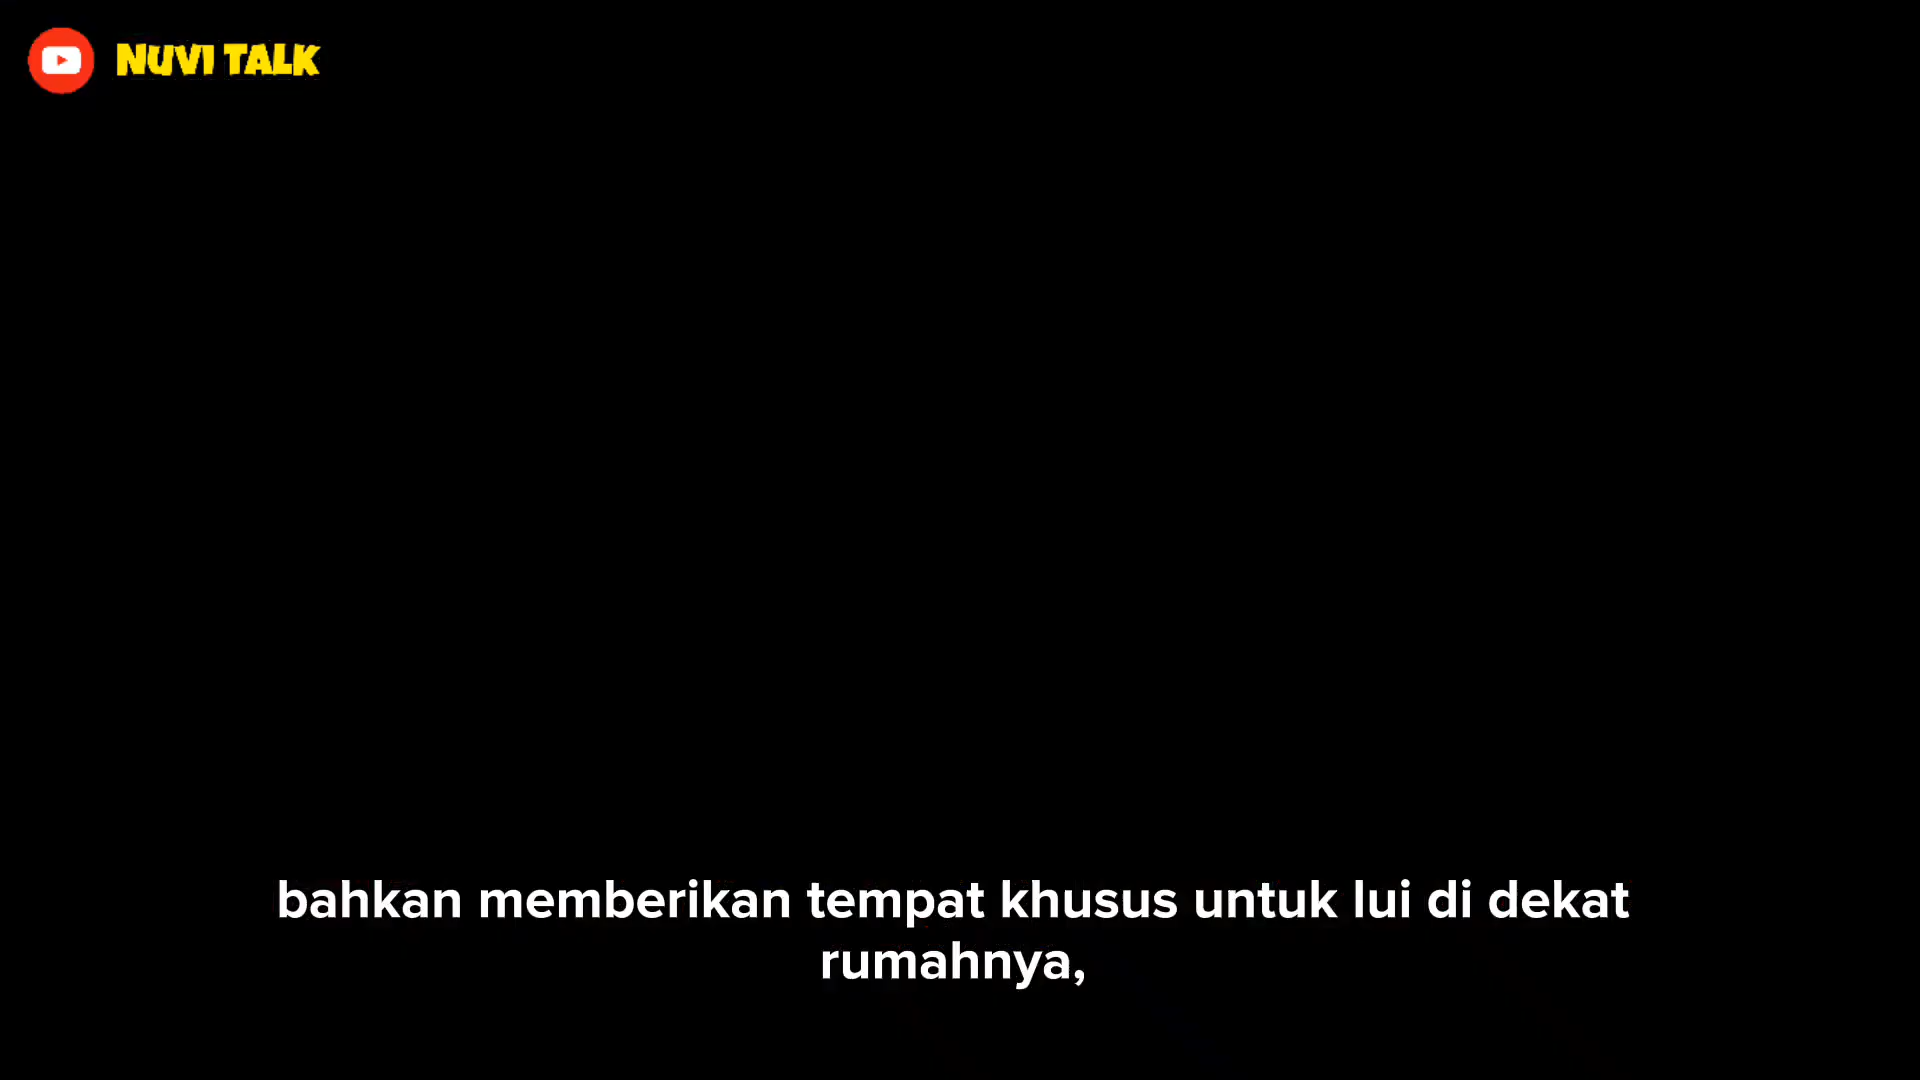 NUVI TALK
bahkan memberikan tempat khusus untuk lui di dekat
rumahnya,